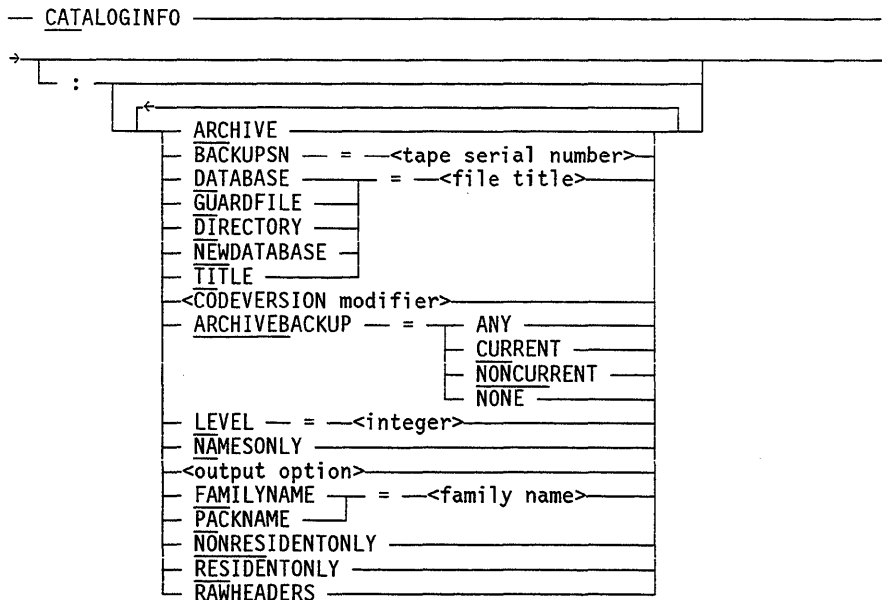 CATALOGINFO
:
ARCHIVE
BACKUPSN = <tape serial number>
DATABASE = <file title>
GUARDFILE
DIRECTORY
NEWDATABASE
TITLE
<CODEVERSION modifier>
ARCHIVEBACKUP = ANY
CURRENT
NONCURRENT
NONE
LEVEL = <integer>
NAMESONLY
<output option>
FAMILYNAME = <family name>
PACKNAME
NONRESIDENTONLY
RESIDENTONLY
RAWHEADERS